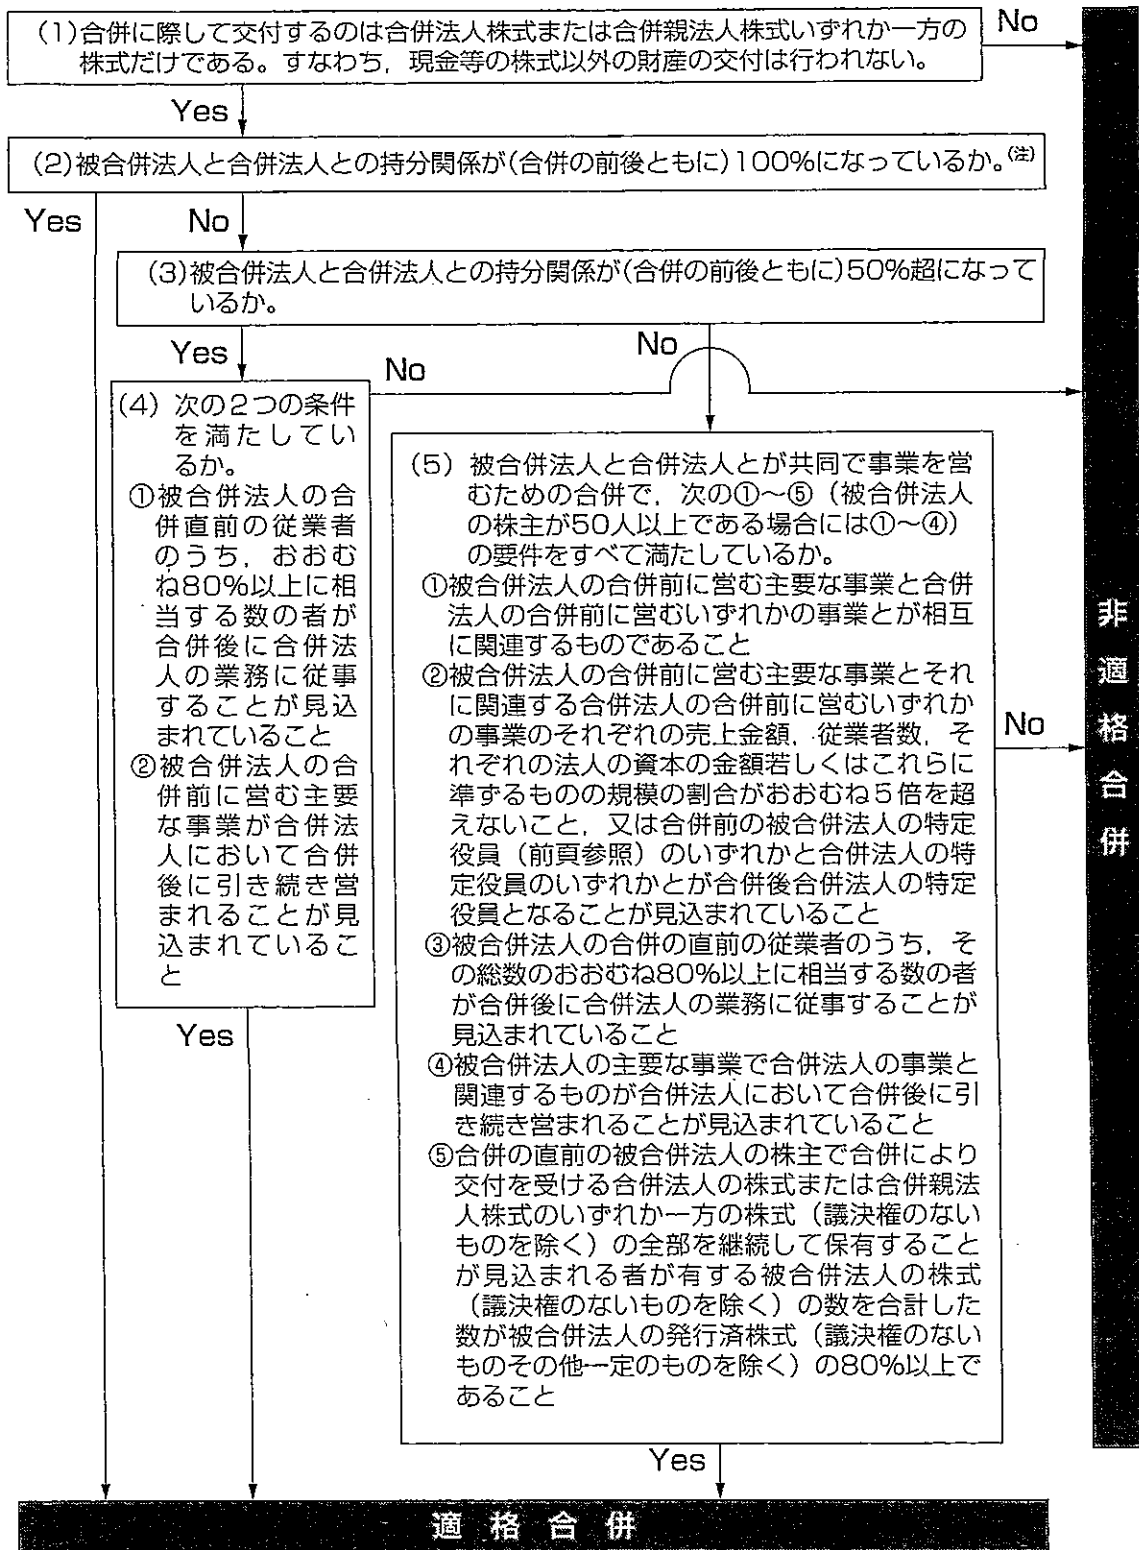 (1)合併に際して交付するのは合併法人株式または合併親法人株式いずれか一方の
株式だけである。すなわち，現金等の株式以外の財産の交付は行われない。
No
Yes
(2)被合併法人と合併法人との持分関係が(合併の前後ともに)100%になっているか。(注)
Yes
No
(3)被合併法人と合併法人との持分関係が(合併の前後ともに)50%超になって
いるか。
Yes
No
No
(4) 次の２つの条件
を満たしてい
るか。
①被合併法人の合
併直前の従業者
のうち，おおむ
ね80%以上に相
当する数の者が
合併後に合併法
人の業務に従事
することが見込
まれていること
②被合併法人の合
併前に営む主要
な事業が合併法
人において合併
後に引き続き営
まれることが見
込まれているこ
と
Yes
(5) 被合併法人と合併法人とが共同で事業を営
むための合併で，次の①～⑤（被合併法人
の株主が50人以上である場合には①～④）
の要件をすべて満たしているか。
①被合併法人の合併前に営む主要な事業と合併
法人の合併前に営むいずれかの事業とが相互
に関連するものであること
②被合併法人の合併前に営む主要な事業とそれ
に関連する合併法人の合併前に営むいずれか
の事業のそれぞれの売上金額，従業者数，そ
れぞれの法人の資本の金額若しくはこれらに
準ずるものの規模の割合がおおむね５倍を超
えないこと，又は合併前の被合併法人の特定
役員（前頁参照）のいずれかと合併法人の特
定役員のいずれかとが合併後合併法人の特定
役員となることが見込まれていること
③被合併法人の合併の直前の従業者のうち，そ
の総数のおおむね80%以上に相当する数の者
が合併後に合併法人の業務に従事することが
見込まれていること
④被合併法人の主要な事業で合併法人の事業と
関連するものが合併法人において合併後に引
き続き営まれることが見込まれていること
⑤合併の直前の被合併法人の株主で合併により
交付を受ける合併法人の株式または合併親法
人株式のいずれか一方の株式（議決権のない
ものを除く）の全部を継続して保有すること
が見込まれる者が有する被合併法人の株式
（議決権のないものを除く）の数を合計した
数が被合併法人の発行済株式（議決権のない
ものその他一定のものを除く）の80%以上で
あること
No
Yes
非適格合併
適格合併